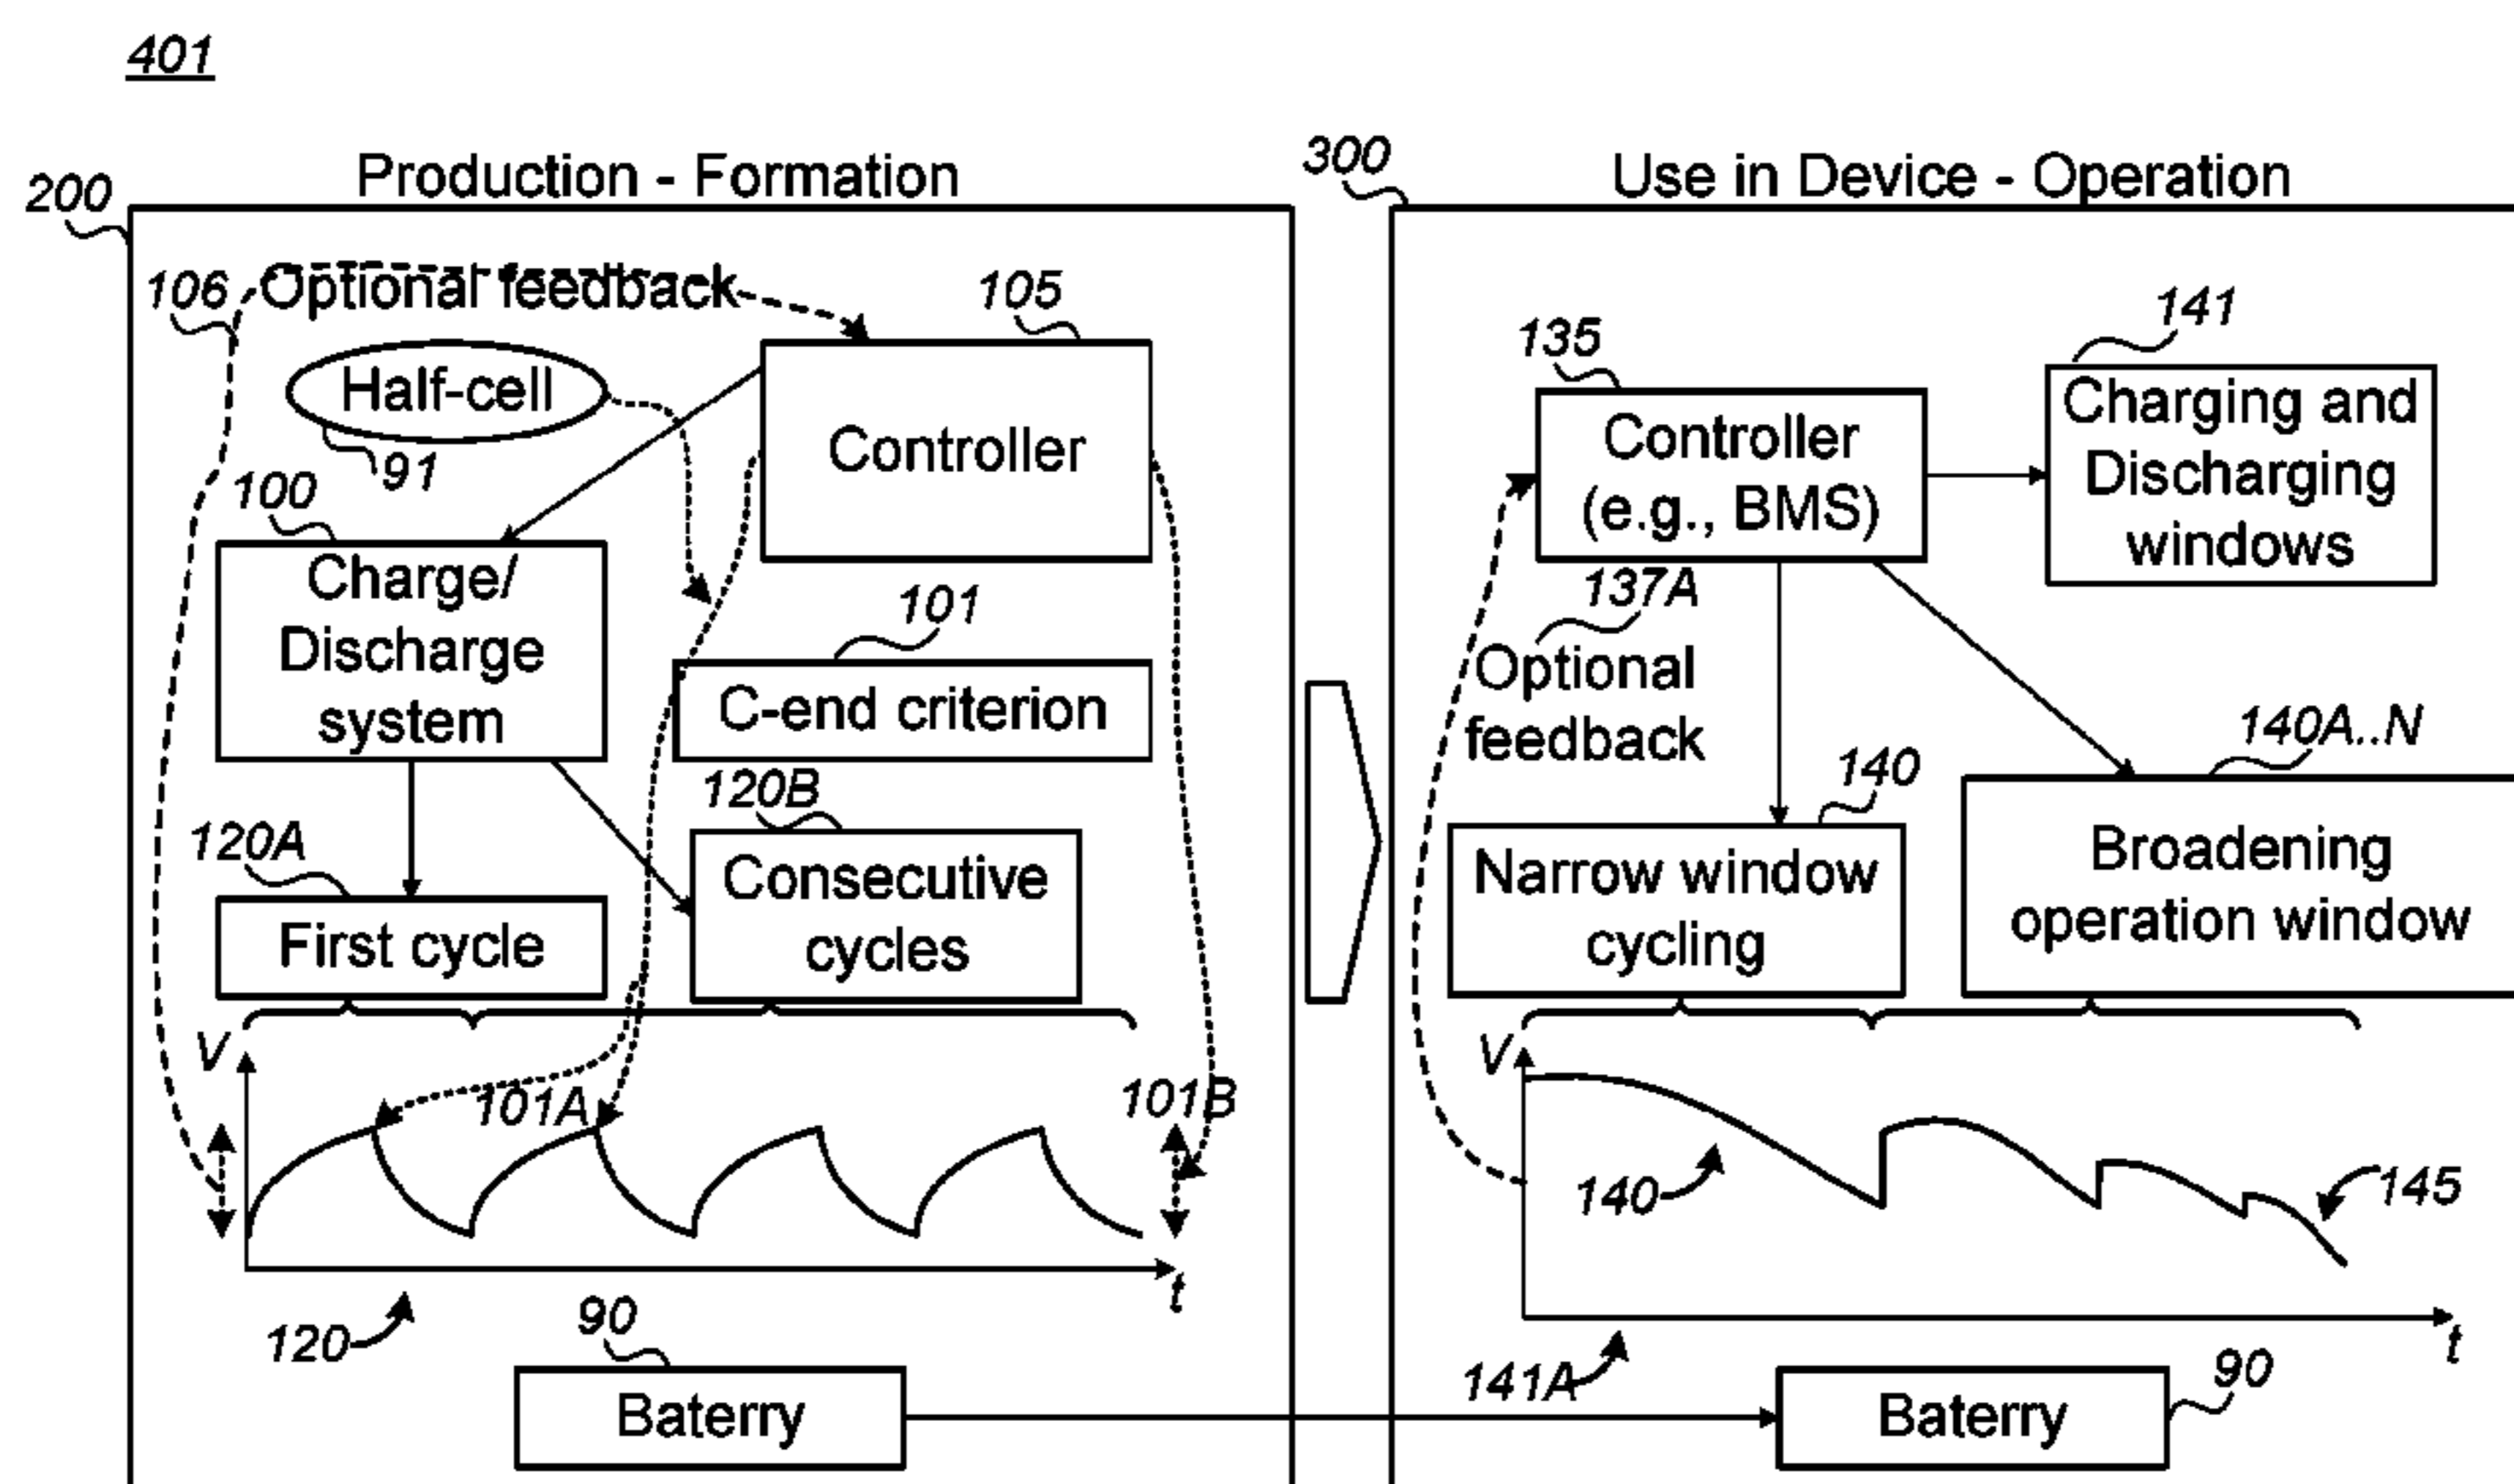 401
200
Production - Formation
300
Use in Device - Operation
106
Optional feedback
105
Half-cell
91
Controller
100
Charge/
Discharge
system
101
C-end criterion
120B
120A
Consecutive
cycles
First cycle
V
101A
101B
t
120
90
Baterry
135
141
Controller
(e.g., BMS)
Charging and
Discharging
windows
137A
Optional
feedback
140
140A..N
Narrow window
cycling
Broadening
operation window
V
140
145
t
141A
90
Baterry